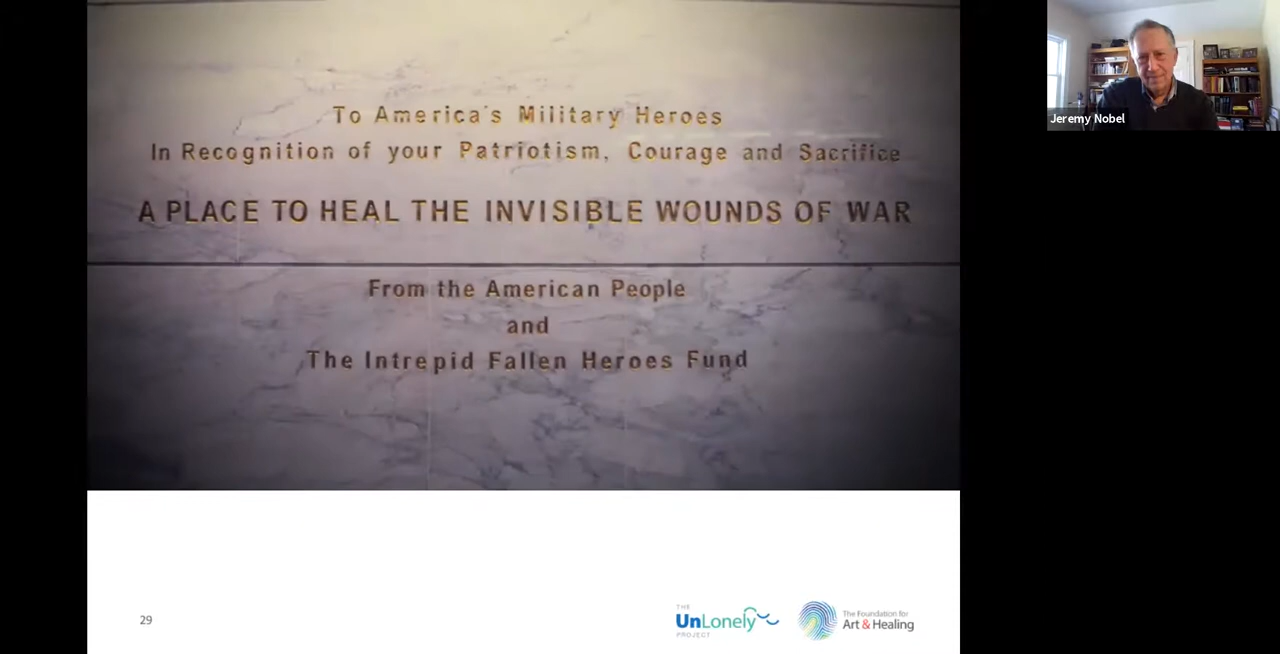 To America's Military Heroes
In Recognition of your Patriotism, Courage and Sacrifice
A PLACE TO HEAL THE INVISIBLE WOUNDS OF WAR
From the American People
and
The Intrepid Fallen Heroes Fund
Jeremy Nobel
29
THE
UnLonely
PROJECT
The Foundation for
Art & Healing